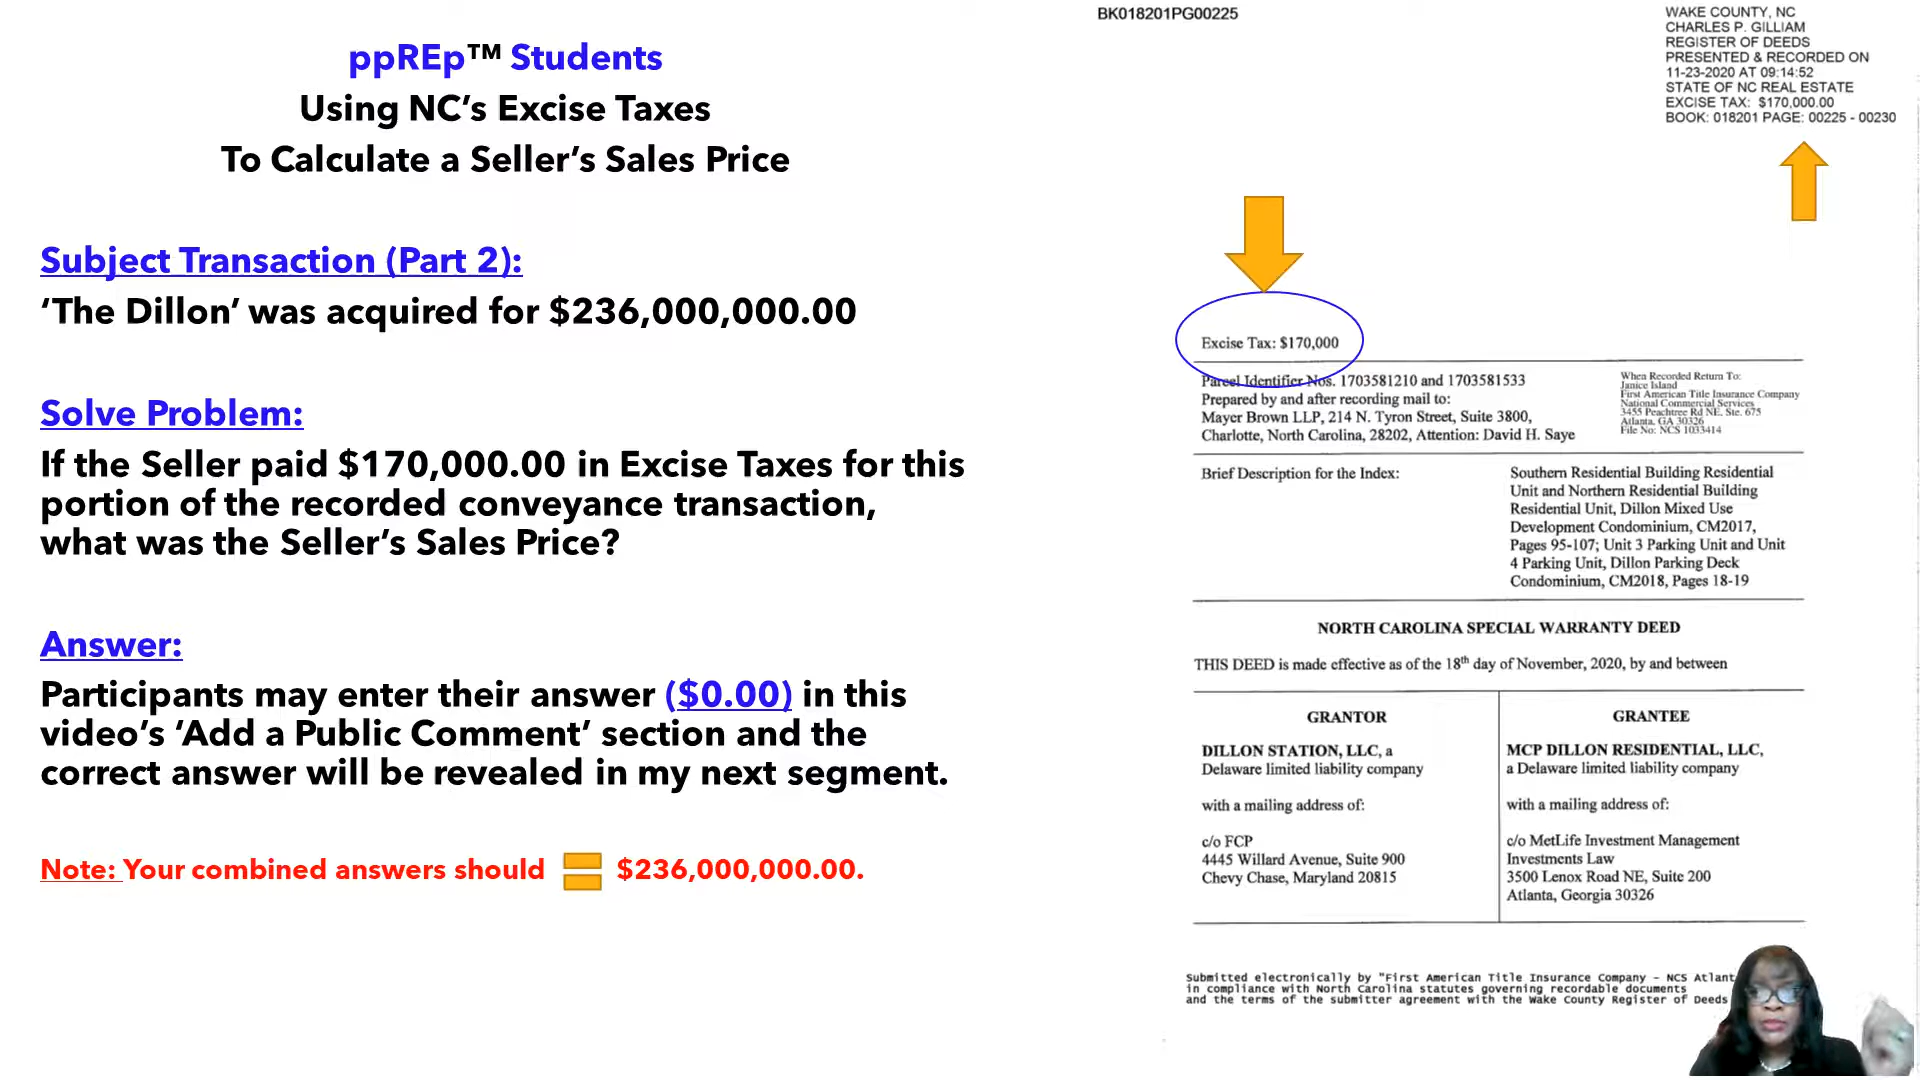 ppREp™ Students
Using NC’s Excise Taxes
To Calculate a Seller’s Sales Price
Subject Transaction (Part 2):
‘The Dillon’ was acquired for $236,000,000.00
Solve Problem:
If the Seller paid $170,000.00 in Excise Taxes for this
portion of the recorded conveyance transaction,
what was the Seller’s Sales Price?
Answer:
Participants may enter their answer ($0.00) in this
video’s ‘Add a Public Comment’ section and the
correct answer will be revealed in my next segment.
Note: Your combined answers should = $236,000,000.00.
BK018201PG00225
WAKE COUNTY, NC
CHARLES P. GILLIAM
REGISTER OF DEEDS
PRESENTED & RECORDED ON
11-23-2020 AT 09:14:52
STATE OF NC REAL ESTATE
EXCISE TAX: $170,000.00
BOOK: 018201 PAGE: 00225 - 00230
Excise Tax: $170,000
Parcel Identifier Nos. 1703581210 and 1703581533
Prepared by and after recording mail to:
Mayer Brown LLP, 214 N. Tyron Street, Suite 3800,
Charlotte, North Carolina, 28202, Attention: David H. Saye
When Recorded Return To:
Janice Island
First American Title Insurance Company
National Commercial Services
3455 Peachtree Rd NE, Ste. 675
Atlanta, GA 30326
File No: NCS 1033414
Brief Description for the Index:
Southern Residential Building Residential
Unit and Northern Residential Building
Residential Unit, Dillon Mixed Use
Development Condominium, CM2017,
Pages 95-107; Unit 3 Parking Unit and Unit
4 Parking Unit, Dillon Parking Deck
Condominium, CM2018, Pages 18-19
NORTH CAROLINA SPECIAL WARRANTY DEED
THIS DEED is made effective as of the 18th day of November, 2020, by and between
GRANTOR
DILLON STATION, LLC, a
Delaware limited liability company
with a mailing address of:
c/o FCP
4445 Willard Avenue, Suite 900
Chevy Chase, Maryland 20815
GRANTEE
MCP DILLON RESIDENTIAL, LLC,
a Delaware limited liability company
with a mailing address of:
c/o MetLife Investment Management
Investments Law
3500 Lenox Road NE, Suite 200
Atlanta, Georgia 30326
Submitted electronically by "First American Title Insurance Company - NCS Atlant
in compliance with North Carolina statutes governing recordable documents
and the terms of the submitter agreement with the Wake County Register of Deeds